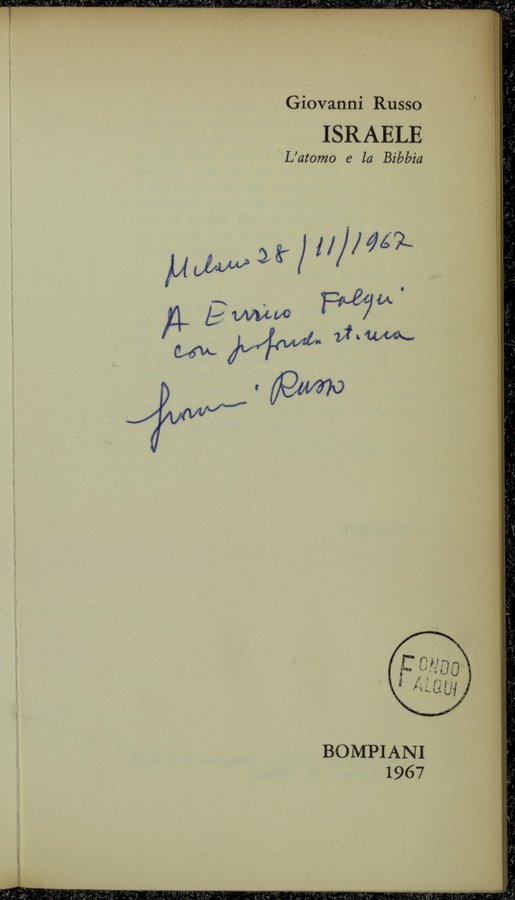 Giovanni Russo
ISRAELE
L'atomo e la Bibbia
Milano 28/11/1967
A Enrico Falqui
con profonda stima
Giovanni Russo
FONDO
FALQUI
BOMPIANI
1967